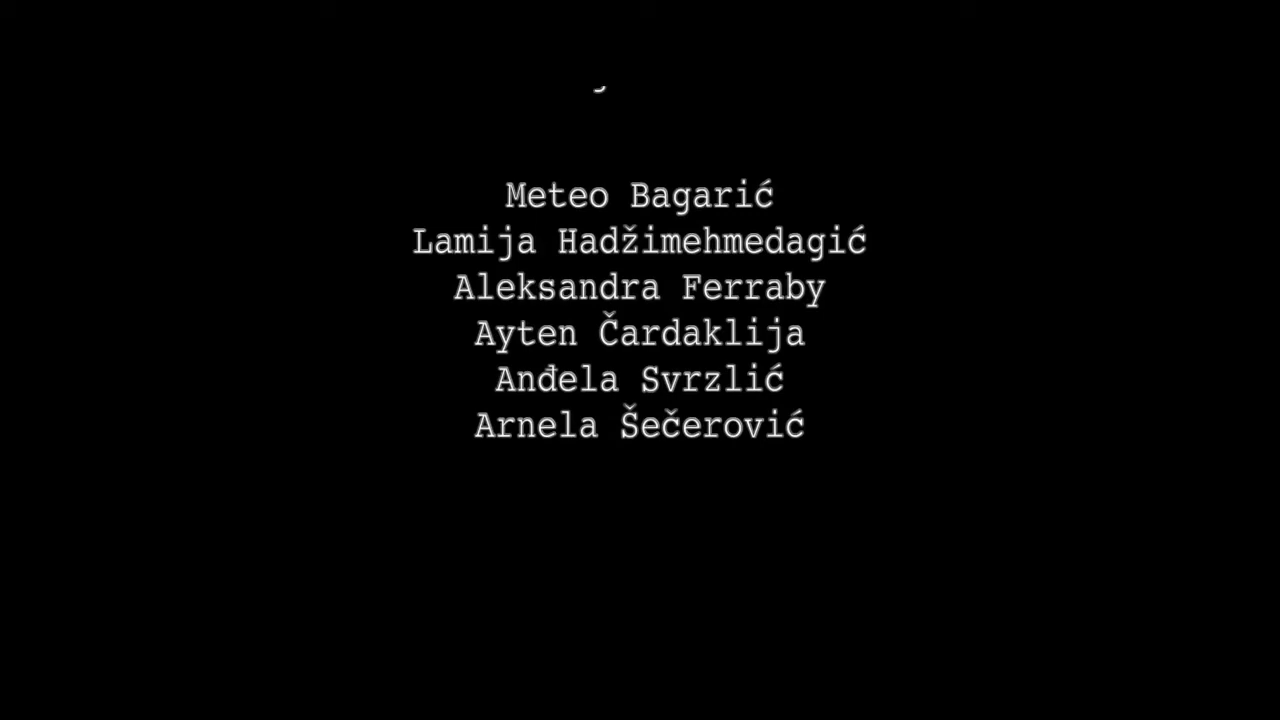 Meteo Bagarić
Lamija Hadžimehmedagić
Aleksandra Ferraby
Ayten Čardaklija
Anđela Svrzlić
Arnela Šečerović